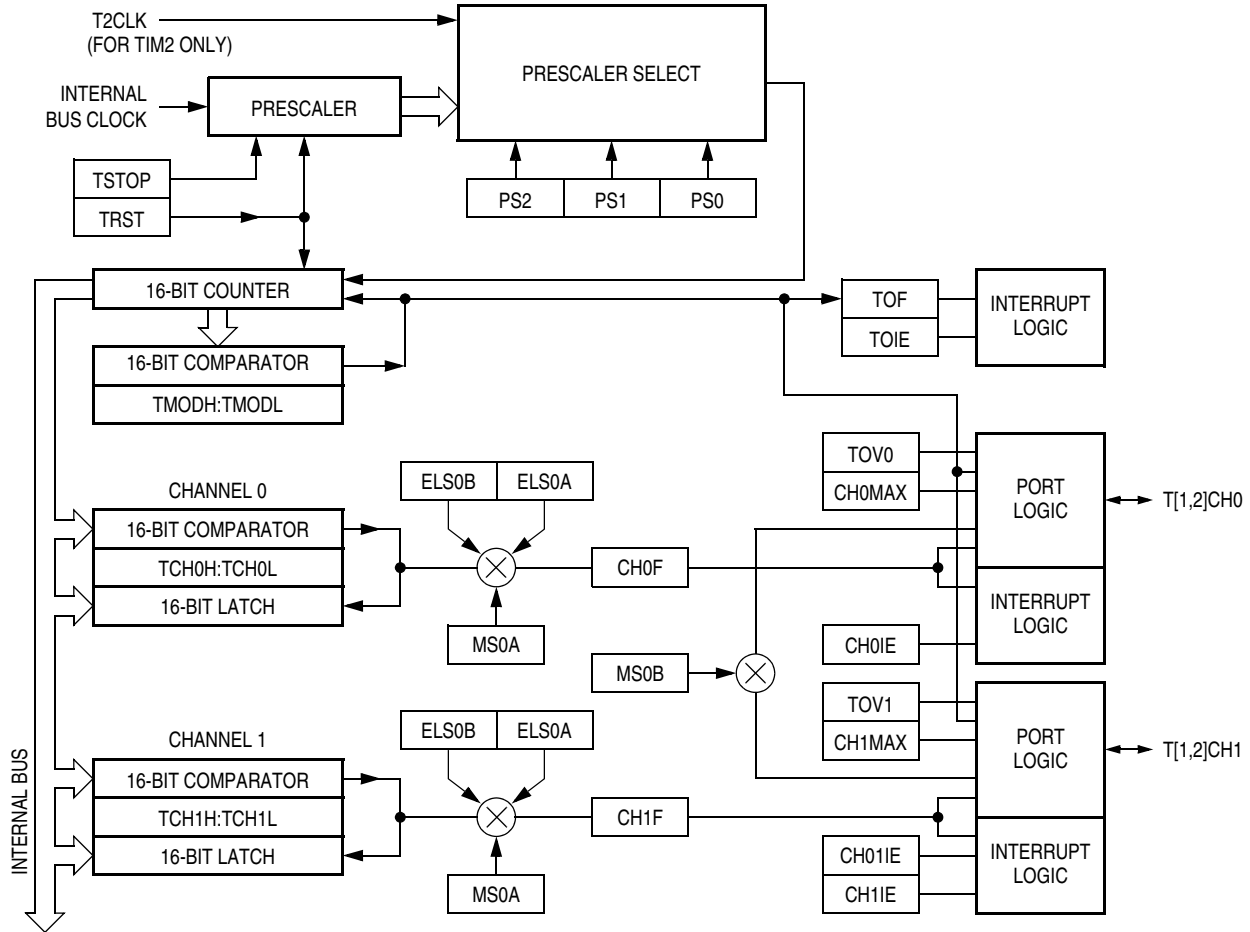 T2CLK
(FOR TIM2 ONLY)
PRESCALER SELECT
INTERNAL
BUS CLOCK
PRESCALER
TSTOP
TRST
PS2
PS1
PS0
16-BIT COUNTER
TOF
TOIE
INTERRUPT
LOGIC
16-BIT COMPARATOR
TMODH:TMODL
CHANNEL 0
16-BIT COMPARATOR
TCH0H:TCH0L
16-BIT LATCH
ELS0B
ELS0A
MS0A
CH0F
TOV0
CH0MAX
PORT
LOGIC
T[1,2]CH0
INTERRUPT
LOGIC
CH0IE
MS0B
CHANNEL 1
16-BIT COMPARATOR
TCH1H:TCH1L
16-BIT LATCH
ELS0B
ELS0A
MS0A
CH1F
TOV1
CH1MAX
PORT
LOGIC
T[1,2]CH1
INTERRUPT
LOGIC
CH01IE
CH1IE
INTERNAL BUS